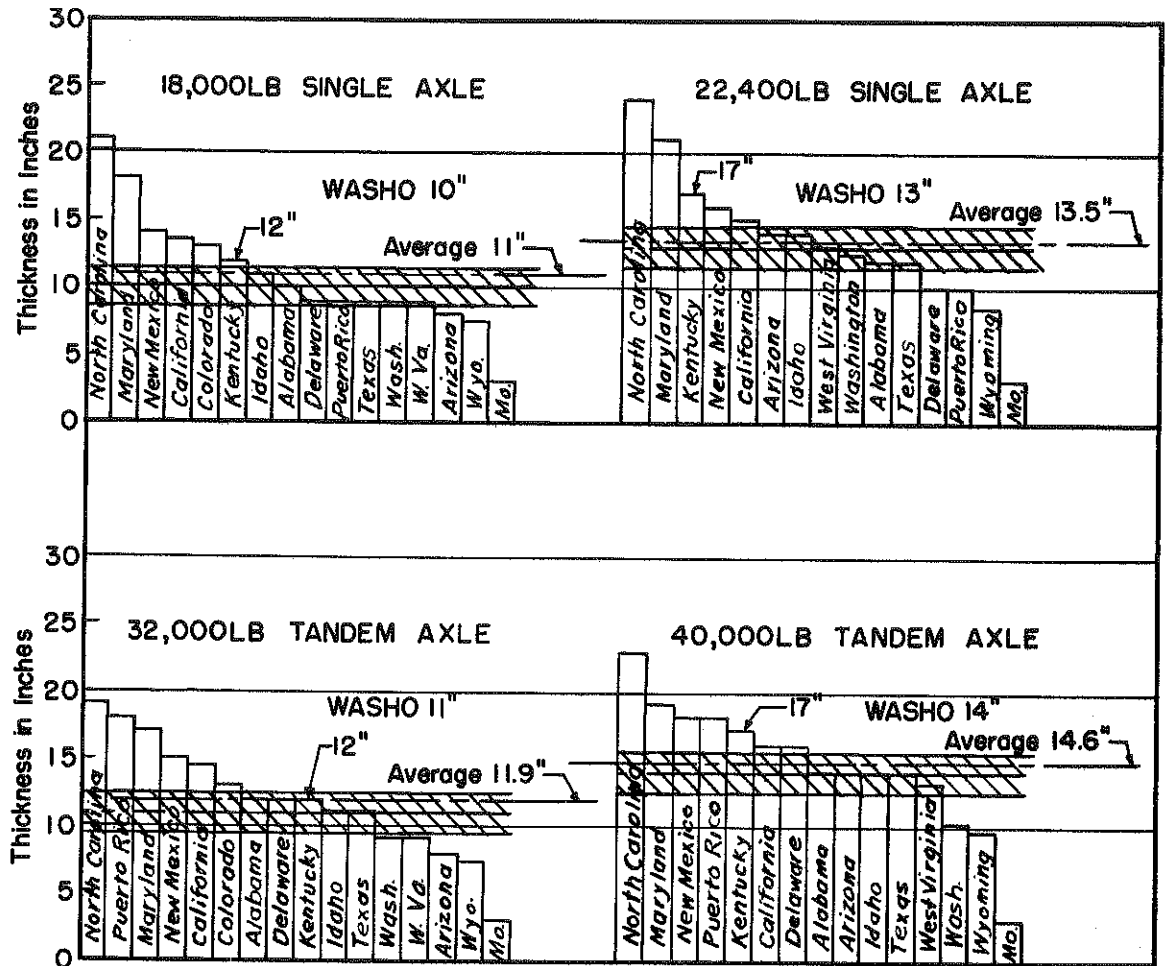 30
25
20
15
10
5
0
Thickness in Inches
18,000LB SINGLE AXLE
WASHO 10"
12"
Average 11"
North Carolina
Maryland
New Mexico
California
Colorado
Kentucky
Idaho
Alabama
Delaware
Puerto Rico
Texas
Wash.
W. Va.
Arizona
Wyo.
Mo.
22,400LB SINGLE AXLE
17"
WASHO 13"
Average 13.5"
North Carolina
Maryland
Kentucky
New Mexico
California
Arizona
Idaho
West Virginia
Washington
Alabama
Texas
Delaware
Puerto Rico
Wyoming
Mo.
30
25
20
15
10
5
0
Thickness in Inches
32,000LB TANDEM AXLE
WASHO 11"
12"
Average 11.9"
North Carolina
Puerto Rico
Maryland
New Mexico
California
Colorado
Alabama
Delaware
Kentucky
Idaho
Texas
Wash.
W. Va.
Arizona
Wyo.
Mo.
40,000LB TANDEM AXLE
17"
WASHO 14"
Average 14.6"
North Carolina
Maryland
New Mexico
Puerto Rico
Kentucky
California
Delaware
Alabama
Arizona
Idaho
Texas
West Virginia
Wash.
Wyoming
Mo.